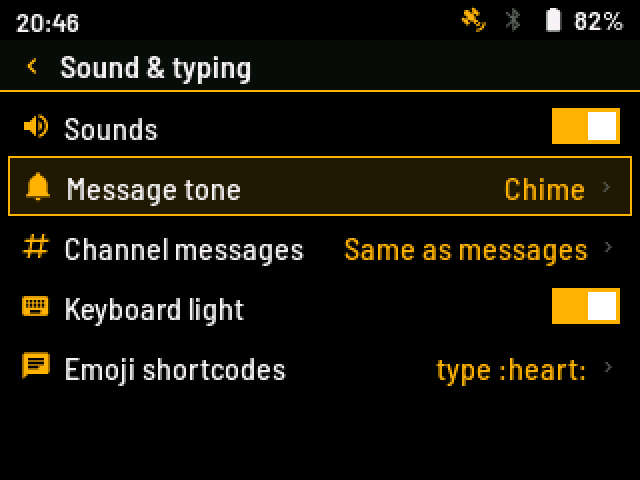 20:46 82%
Sound & typing
Sounds
Message tone Chime
Channel messages Same as messages
Keyboard light
Emoji shortcodes type :heart: